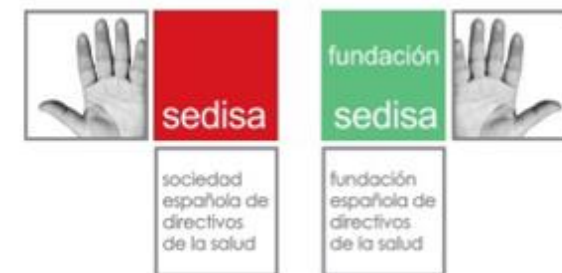 sedisa
sociedad
española de
directivos
de la salud
fundación
sedisa
fundación
española de
directivos
de la salud